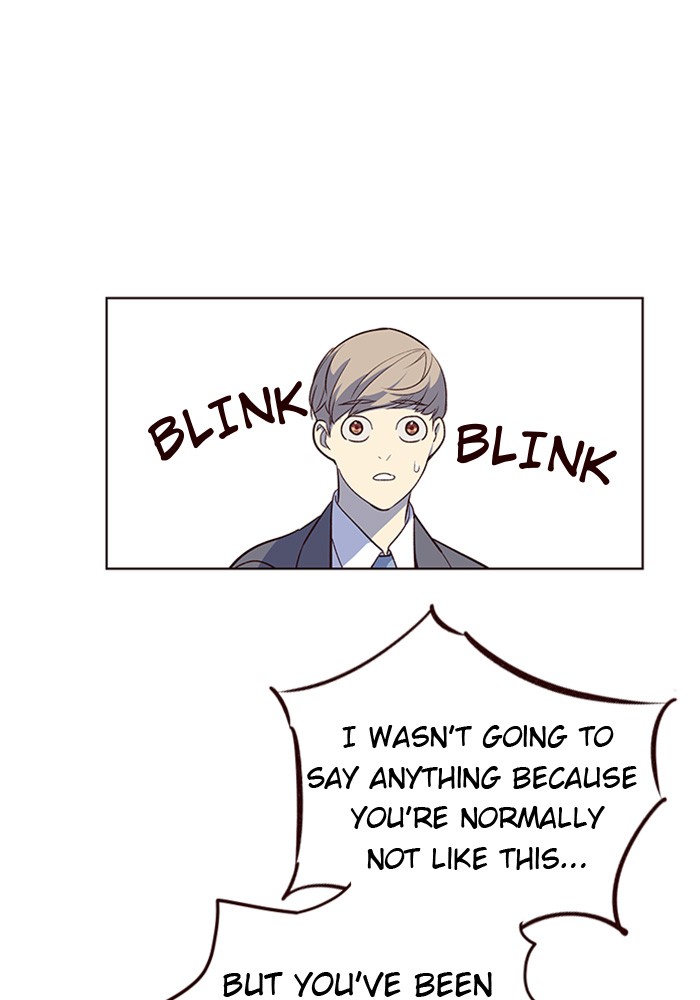 BLINK
BLINK
I WASN'T GOING TO
SAY ANYTHING BECAUSE
YOU'RE NORMALLY
NOT LIKE THIS...
BUT YOU'VE BEEN